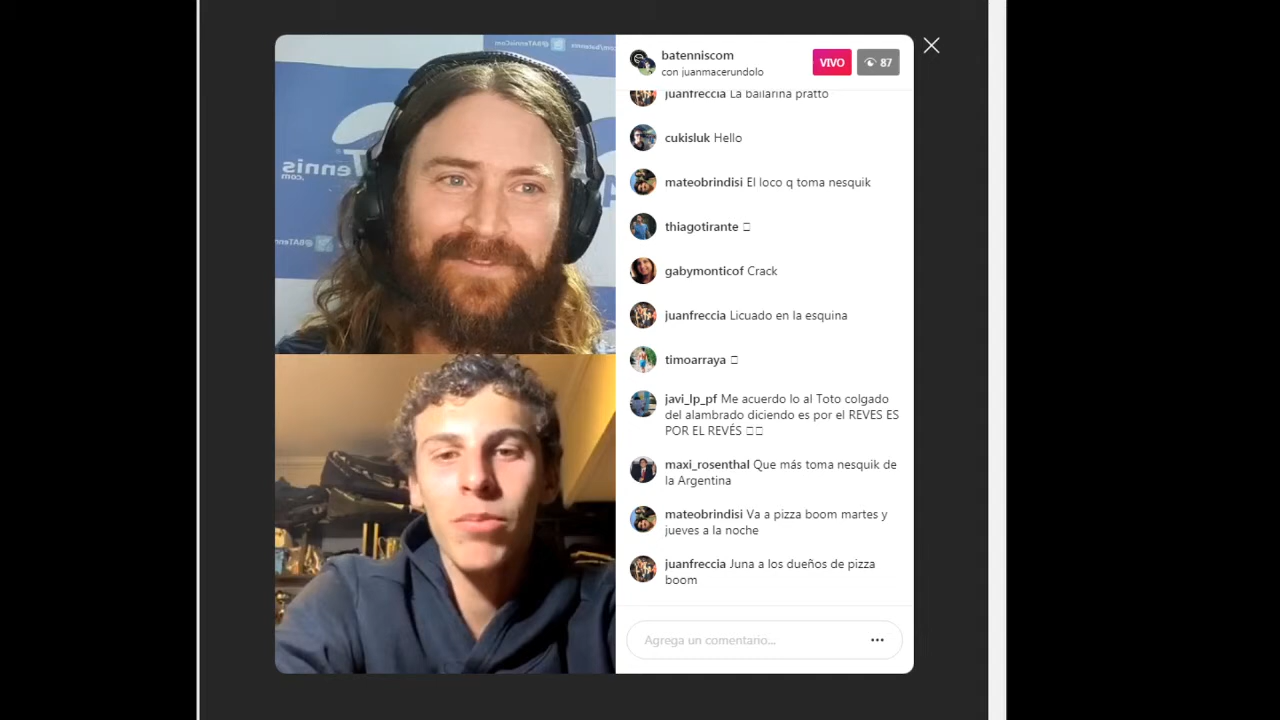 batenniscom
con juanmacerundolo
VIVO
87
juanfreccia La bailarina pratto
cukisluk Hello
mateobrindisi El loco q toma nesquik
thiagotirante
gabymonticof Crack
juanfreccia Licuado en la esquina
timoarraya
javi_lp_pf Me acuerdo lo al Toto colgado
del alambrado diciendo es por el REVES ES
POR EL REVÉS
maxi_rosenthal Que más toma nesquik de
la Argentina
mateobrindisi Va a pizza boom martes y
jueves a la noche
juanfreccia Juna a los dueños de pizza
boom
Agrega un comentario...
@BATennisCom
Tennis
.com